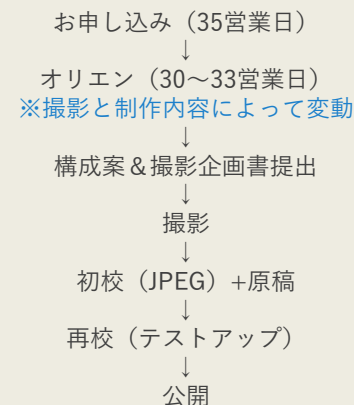 お申し込み（35営業日）
↓
オリエン（30～33営業日）
※撮影と制作内容によって変動
↓
構成案＆撮影企画書提出
↓
撮影
↓
初校（JPEG）+原稿
↓
再校（テストアップ）
↓
公開